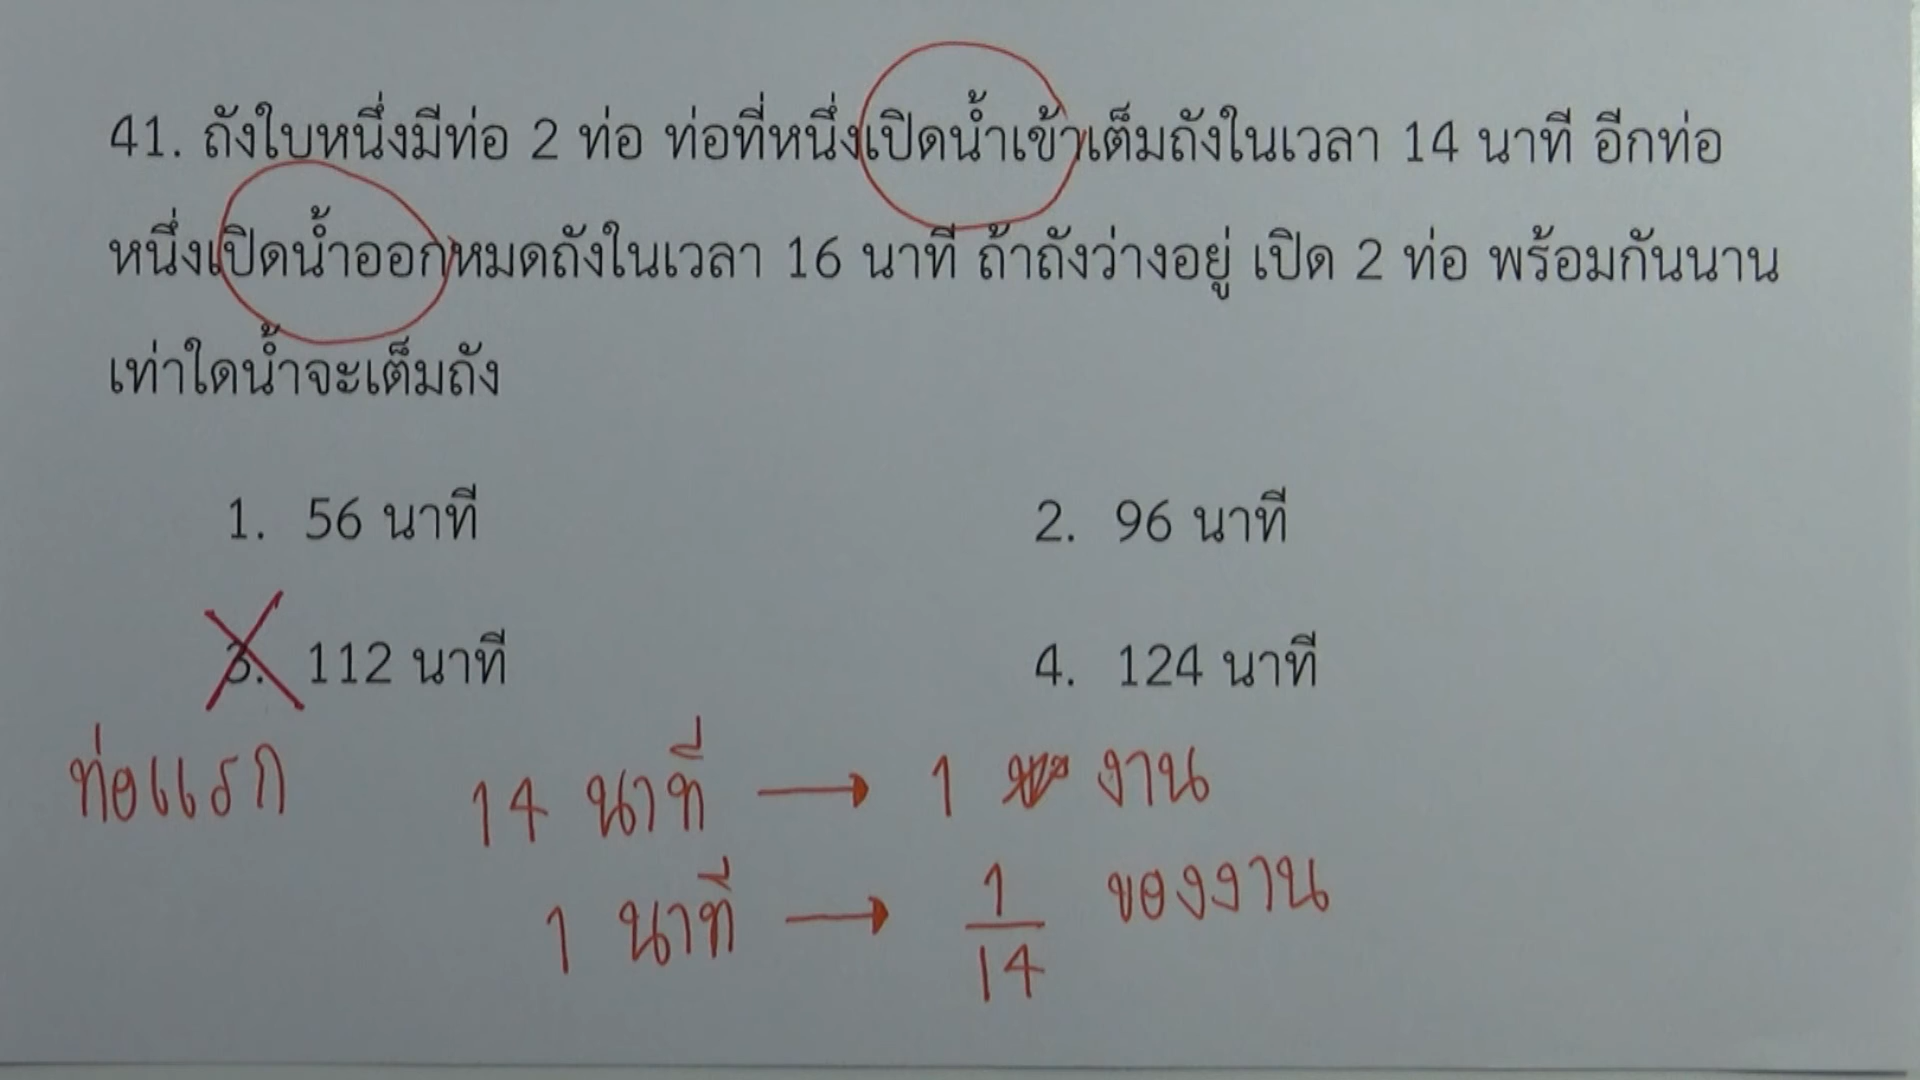 41. ถังใบหนึ่งมีท่อ 2 ท่อ ท่อที่หนึ่งเปิดน้ำเข้าเต็มถังในเวลา 14 นาที อีกท่อ
หนึ่งเปิดน้ำออกหมดถังในเวลา 16 นาที ถ้าถังว่างอยู่ เปิด 2 ท่อ พร้อมกันนาน
เท่าใดน้ำจะเต็มถัง
1. 56 นาที 2. 96 นาที
3. 112 นาที 4. 124 นาที
ท่อแรก 14 นาที → 1 งาน
1 นาที → 1/14 ของงาน